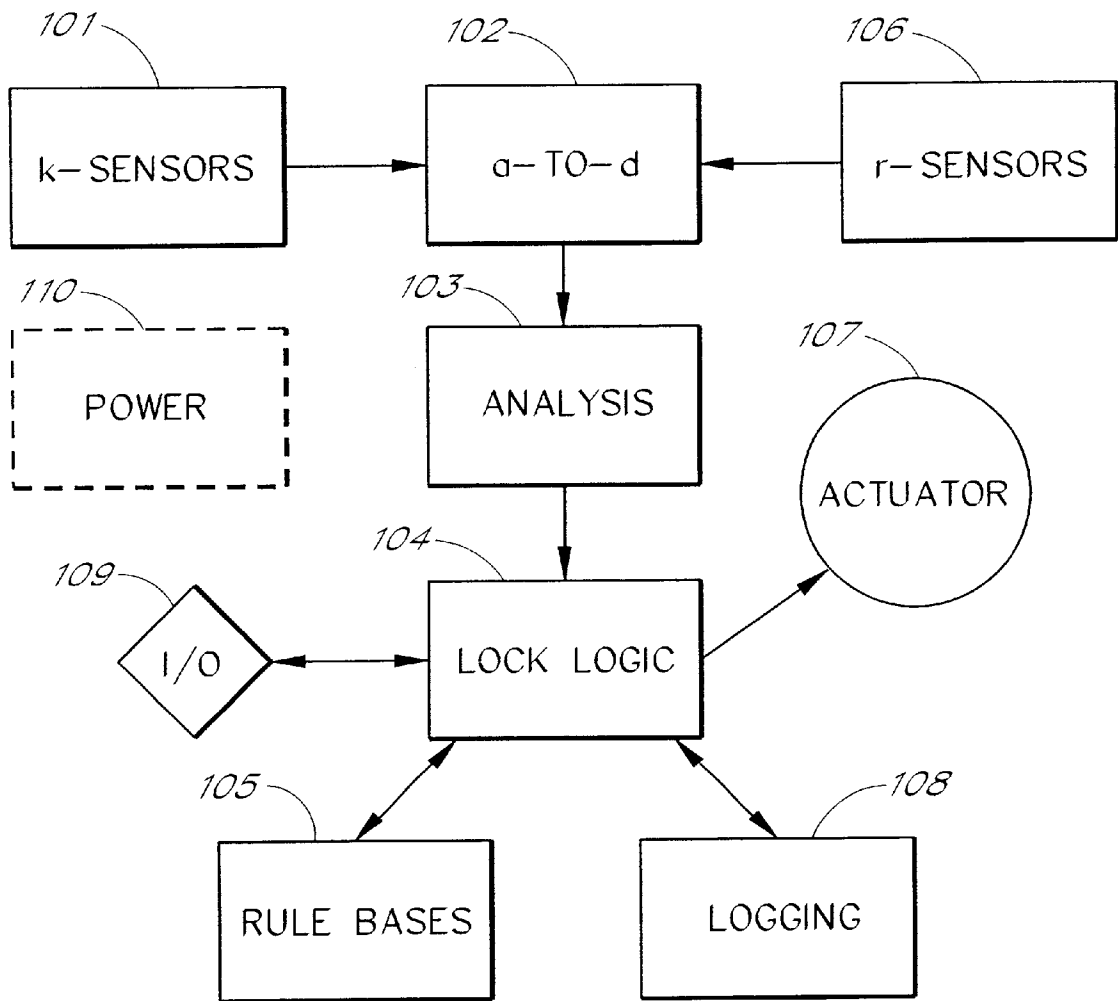 101
102
106
k-SENSORS
a-TO-d
r-SENSORS
110
103
107
POWER
ANALYSIS
ACTUATOR
104
109
I/O
LOCK LOGIC
105
108
RULE BASES
LOGGING